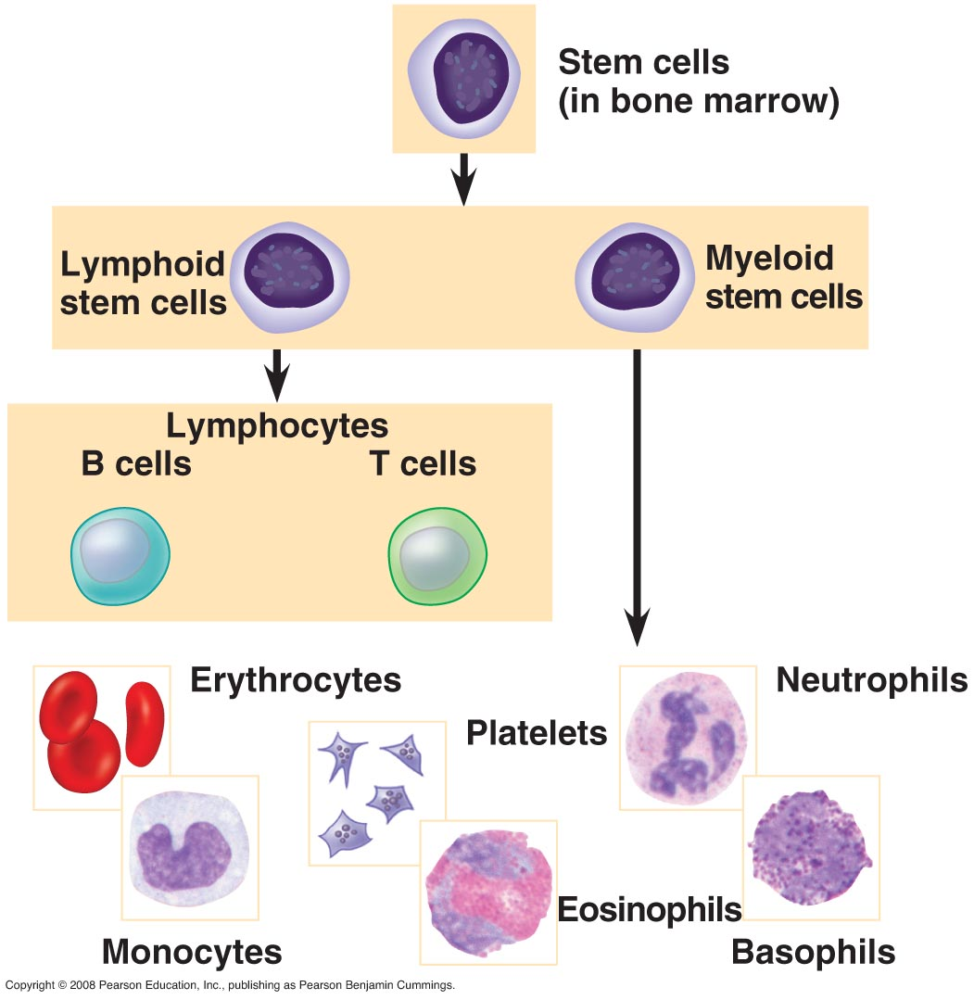 Stem cells
(in bone marrow)
Lymphoid
stem cells
Myeloid
stem cells
Lymphocytes
B cells
T cells
Erythrocytes
Neutrophils
Platelets
Eosinophils
Monocytes
Basophils
Copyright © 2008 Pearson Education, Inc., publishing as Pearson Benjamin Cummings.